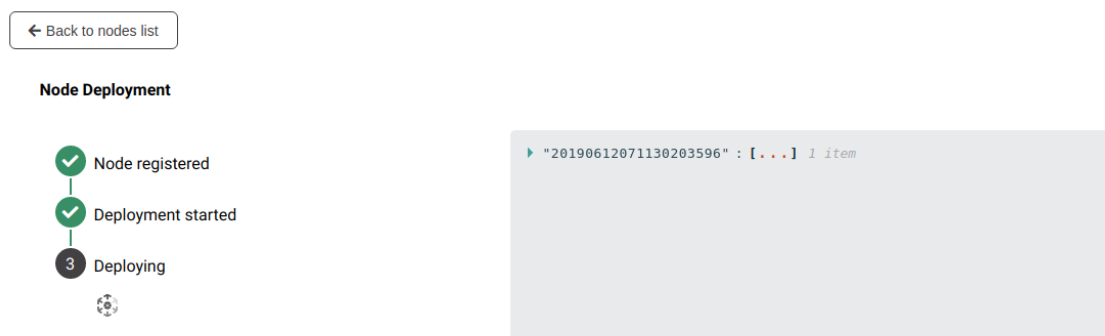 Back to nodes list
Node Deployment
Node registered
"20190612071130203596" : [...] 1 item
Deployment started
3 Deploying